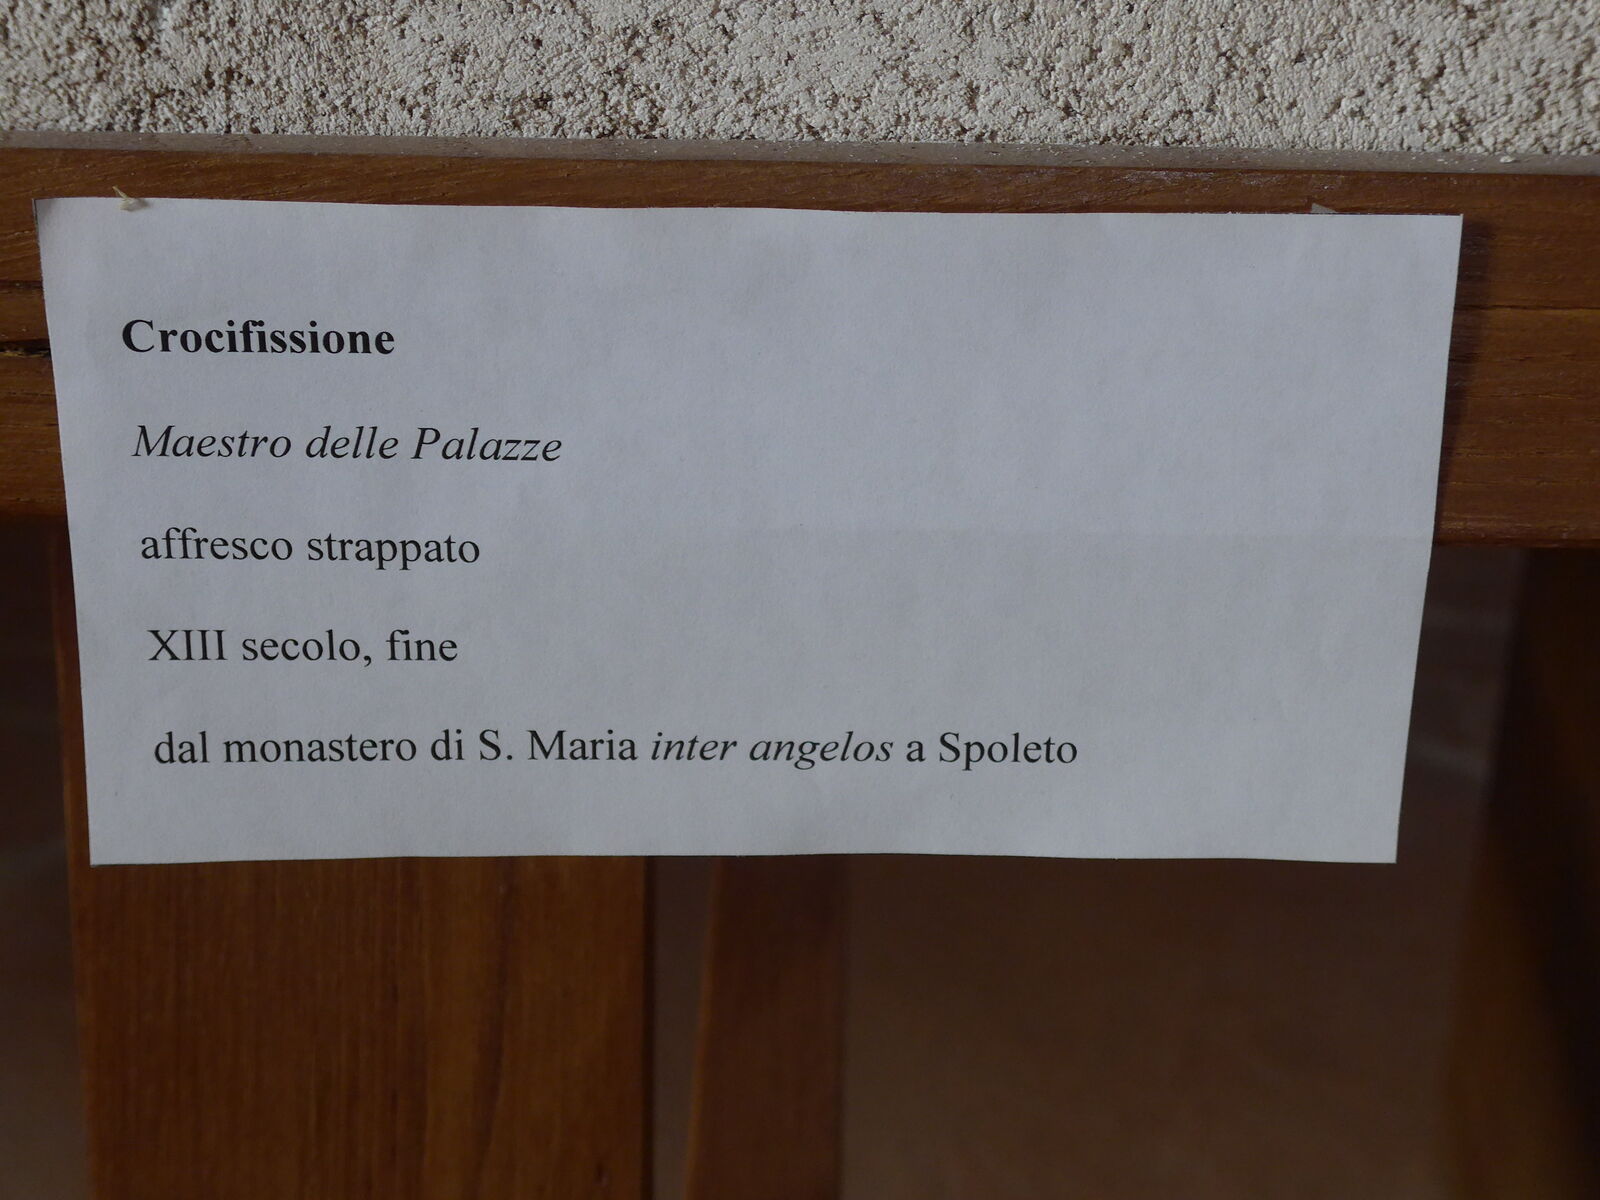 Crocifissione
Maestro delle Palazze
affresco strappato
XIII secolo, fine
dal monastero di S. Maria inter angelos a Spoleto